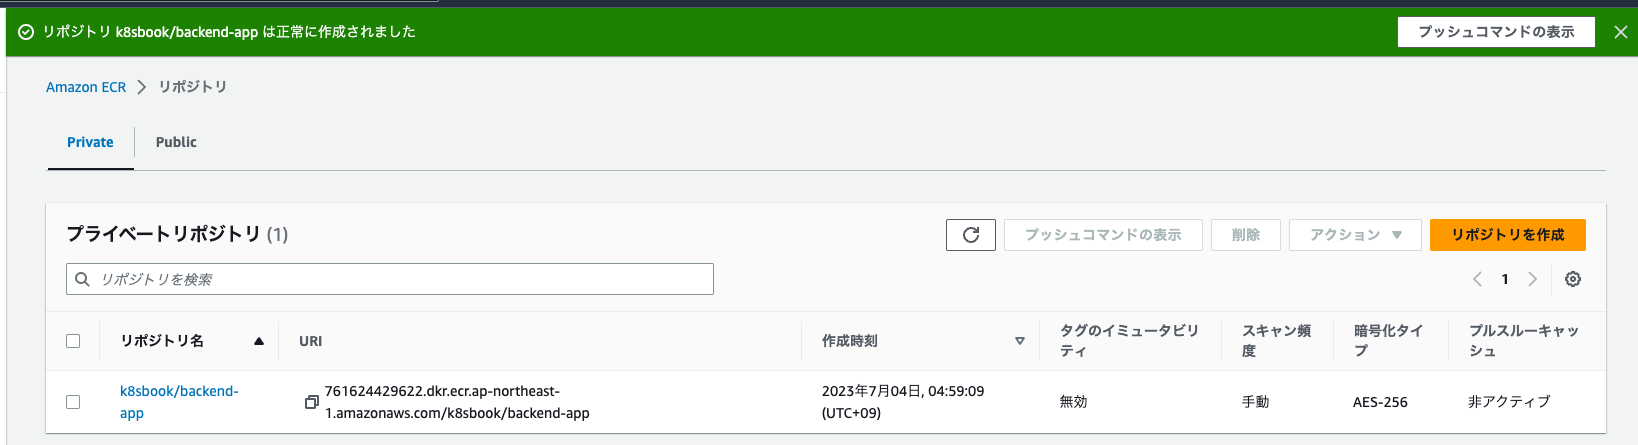 リポジトリ k8sbook/backend-app は正常に作成されました
プッシュコマンドの表示
Amazon ECR
リポジトリ
Private
Public
プライベートリポジトリ (1)
プッシュコマンドの表示
削除
アクション
リポジトリを作成
リポジトリを検索
1
リポジトリ名
URI
作成時刻
タグのイミュータビリ
ティ
スキャン頻
度
暗号化タイ
プ
プルスルーキャッ
シュ
k8sbook/backend-
app
761624429622.dkr.ecr.ap-northeast-
1.amazonaws.com/k8sbook/backend-app
2023年7月04日, 04:59:09
(UTC+09)
無効
手動
AES-256
非アクティブ